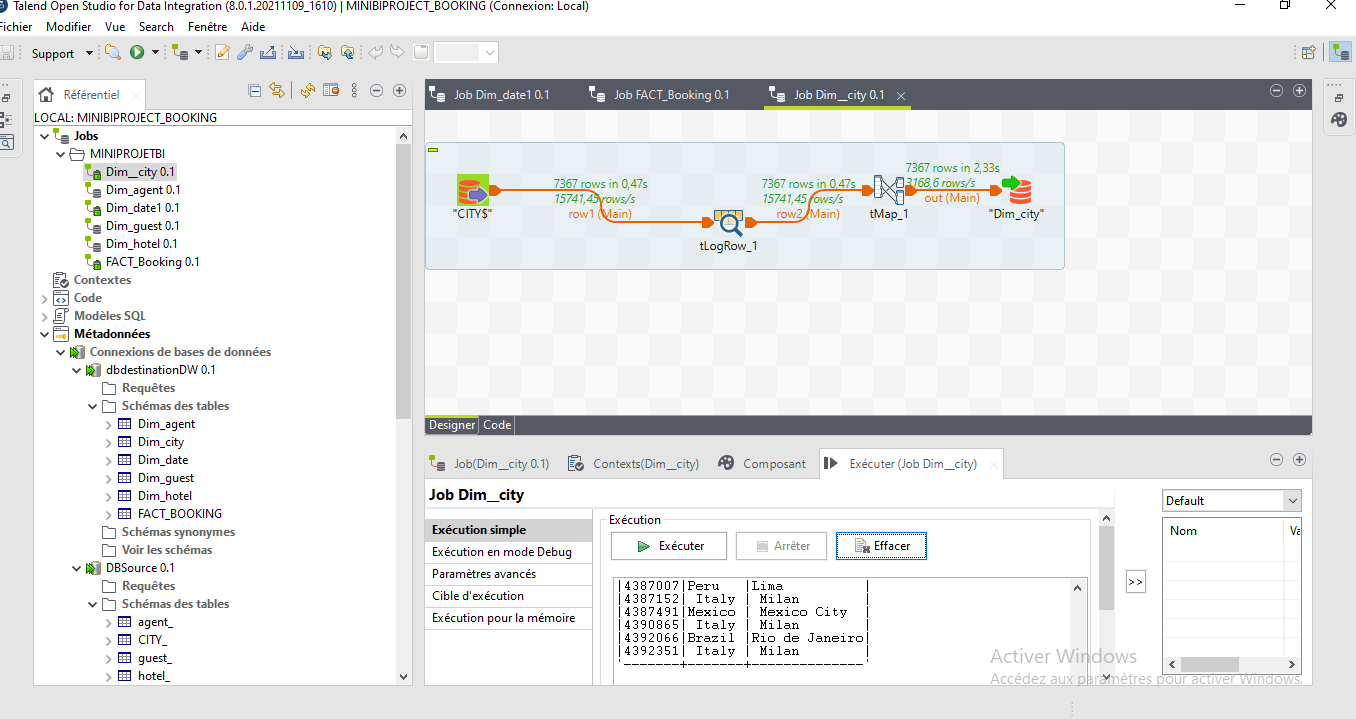 Talend Open Studio for Data Integration (8.0.1.20211109_1610) | MINIBIPROJECT_BOOKING (Connexion: Local)
Fichier Modifier Vue Search Fenêtre Aide
Support
Référentiel
LOCAL: MINIBIPROJECT_BOOKING
Jobs
MINIPROJETBI
Dim__city 0.1
Dim_agent 0.1
Dim_date1 0.1
Dim_guest 0.1
Dim_hotel 0.1
FACT_Booking 0.1
Contextes
Code
Modèles SQL
Métadonnées
Connexions de bases de données
dbdestinationDW 0.1
Requêtes
Schémas des tables
Dim_agent
Dim_city
Dim_date
Dim_guest
Dim_hotel
FACT_BOOKING
Schémas synonymes
Voir les schémas
DBSource 0.1
Requêtes
Schémas des tables
agent_
CITY_
guest_
hotel_
Job Dim_date1 0.1
Job FACT_Booking 0.1
Job Dim__city 0.1
"CITY$"
7367 rows in 0,47s
15741,45 rows/s
row1 (Main)
tLogRow_1
7367 rows in 0,47s
15741,45 rows/s
row2 (Main)
tMap_1
7367 rows in 2,33s
3168,6 rows/s
out (Main)
"Dim_city"
Designer Code
Job(Dim__city 0.1)
Contexts(Dim__city)
Composant
Exécuter (Job Dim__city)
Job Dim__city
Exécution simple
Exécution en mode Debug
Paramètres avancés
Cible d'exécution
Exécution pour la mémoire
Exécution
Exécuter
Arrêter
Effacer
|4387007|Peru   |Lima          |
|4387152| Italy | Milan        |
|4387491|Mexico | Mexico City  |
|4390865| Italy | Milan        |
|4392066|Brazil |Rio de Janeiro|
|4392351| Italy | Milan        |
'-------+-------+--------------'
>>
Default
Nom Va
Activer Windows
Accédez aux paramètres pour activer Windows.